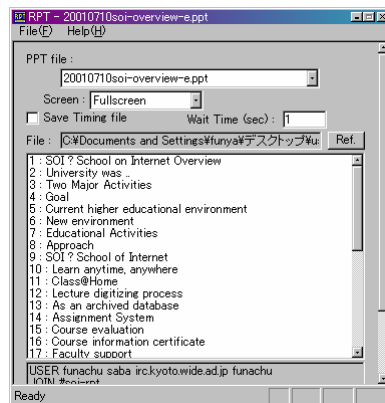 RPT - 20010710soi-overview-e.ppt
File(F) Help(H)
PPT file :
20010710soi-overview-e.ppt
Screen : Fullscreen
Save Timing file Wait Time (sec) : 1
File : C:¥Documents and Settings¥funya¥デスクトップ¥u Ref.
1 : SOI ? School on Internet Overview
2 : University was ..
3 : Two Major Activities
4 : Goal
5 : Current higher educational environment
6 : New environment
7 : Educational Activities
8 : Approach
9 : SOI ? School of Internet
10 : Learn anytime, anywhere
11 : Class@Home
12 : Lecture digitizing process
13 : As an archived database
14 : Assignment System
15 : Course evaluation
16 : Course information certificate
17 : Faculty support
USER funachu saba irc.kyoto.wide.ad.jp funachu
JOIN #soi-rpt
Ready